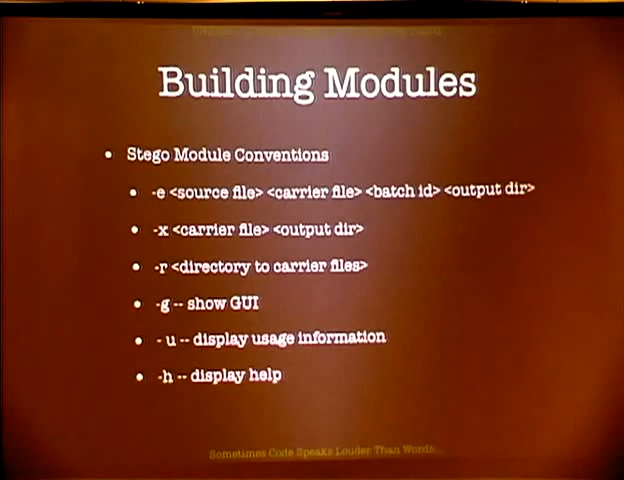 Building Modules
• Stego Module Conventions
• -e <source file> <carrier file> <batch id> <output dir>
• -x <carrier file> <output dir>
• -r <directory to carrier files>
• -g -- show GUI
• - u -- display usage information
• -h -- display help
Sometimes Code Speaks Louder Than Words...